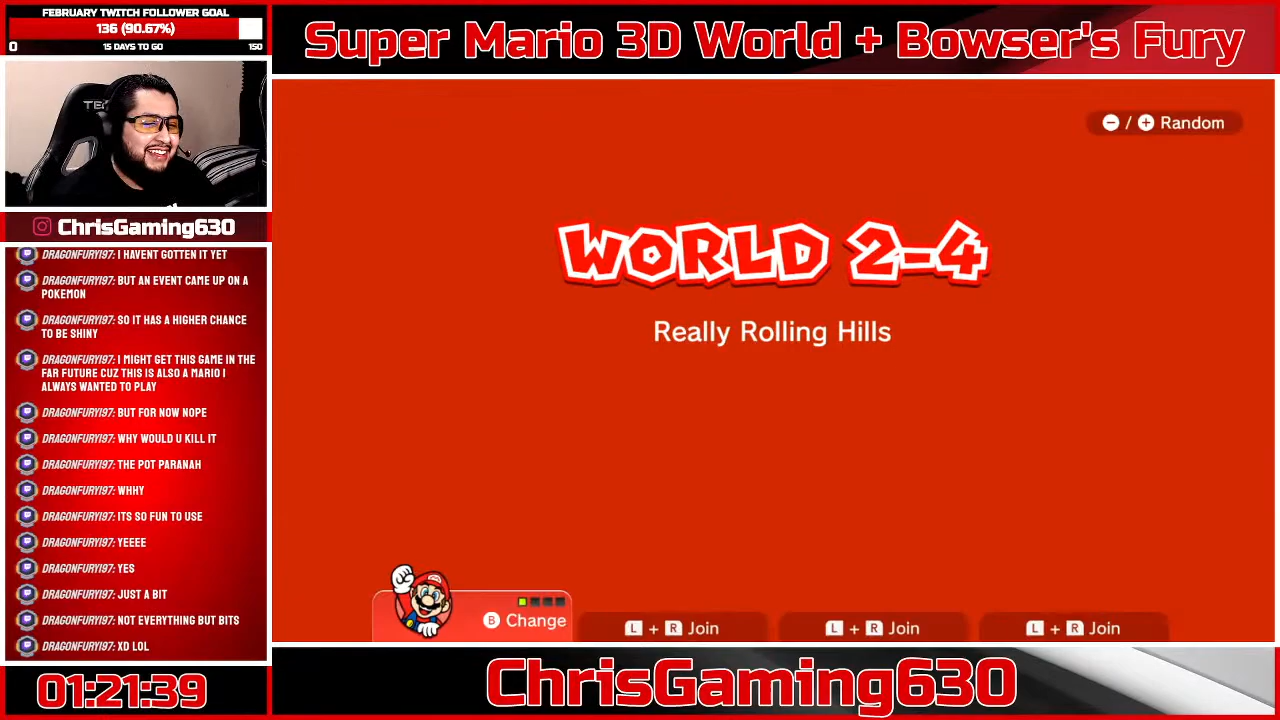 FEBRUARY TWITCH FOLLOWER GOAL
136 (90.67%)
0 15 DAYS TO GO 150
Super Mario 3D World + Bowser's Fury
ChrisGaming630
DRAGONFURY197: I HAVENT GOTTEN IT YET
DRAGONFURY197: BUT AN EVENT CAME UP ON A
POKEMON
DRAGONFURY197: SO IT HAS A HIGHER CHANCE
TO BE SHINY
DRAGONFURY197: I MIGHT GET THIS GAME IN THE
FAR FUTURE CUZ THIS IS ALSO A MARIO I
ALWAYS WANTED TO PLAY
DRAGONFURY197: BUT FOR NOW NOPE
DRAGONFURY197: WHY WOULD U KILL IT
DRAGONFURY197: THE POT PARANAH
DRAGONFURY197: WHHY
DRAGONFURY197: ITS SO FUN TO USE
DRAGONFURY197: YEEEE
DRAGONFURY197: YES
DRAGONFURY197: JUST A BIT
DRAGONFURY197: NOT EVERYTHING BUT BITS
DRAGONFURY197: XD LOL
01:21:39
- / + Random
WORLD 2-4
Really Rolling Hills
B Change
L + R Join
L + R Join
L + R Join
ChrisGaming630